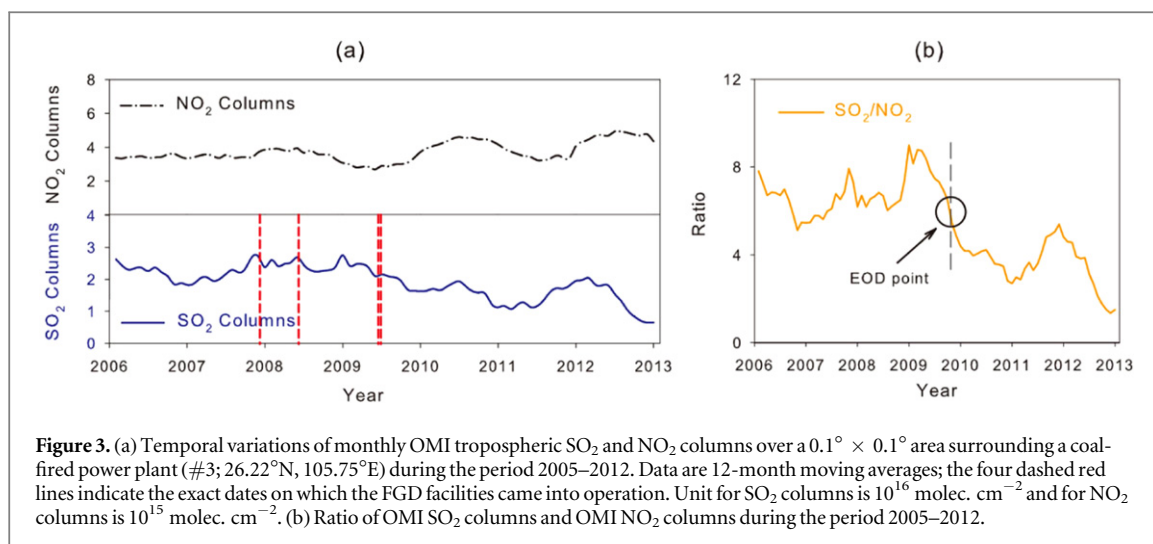 (a)
8
6
4
2
4
3
2
1
0
NO₂ Columns
SO₂ Columns
NO₂ Columns
SO₂ Columns
2006 2007 2008 2009 2010 2011 2012 2013
Year
(b)
12
8
4
0
Ratio
SO₂/NO₂
EOD point
2006 2007 2008 2009 2010 2011 2012 2013
Year
Figure 3. (a) Temporal variations of monthly OMI tropospheric SO₂ and NO₂ columns over a 0.1° × 0.1° area surrounding a coal-
fired power plant (#3; 26.22°N, 105.75°E) during the period 2005–2012. Data are 12-month moving averages; the four dashed red
lines indicate the exact dates on which the FGD facilities came into operation. Unit for SO₂ columns is 10¹⁶ molec. cm⁻² and for NO₂
columns is 10¹⁵ molec. cm⁻². (b) Ratio of OMI SO₂ columns and OMI NO₂ columns during the period 2005–2012.